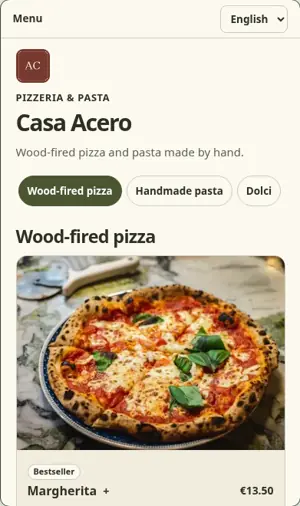 Menu
English
AC
PIZZERIA & PASTA
Casa Acero
Wood-fired pizza and pasta made by hand.
Wood-fired pizza
Handmade pasta
Dolci
Wood-fired pizza
Bestseller
Margherita +
€13.50